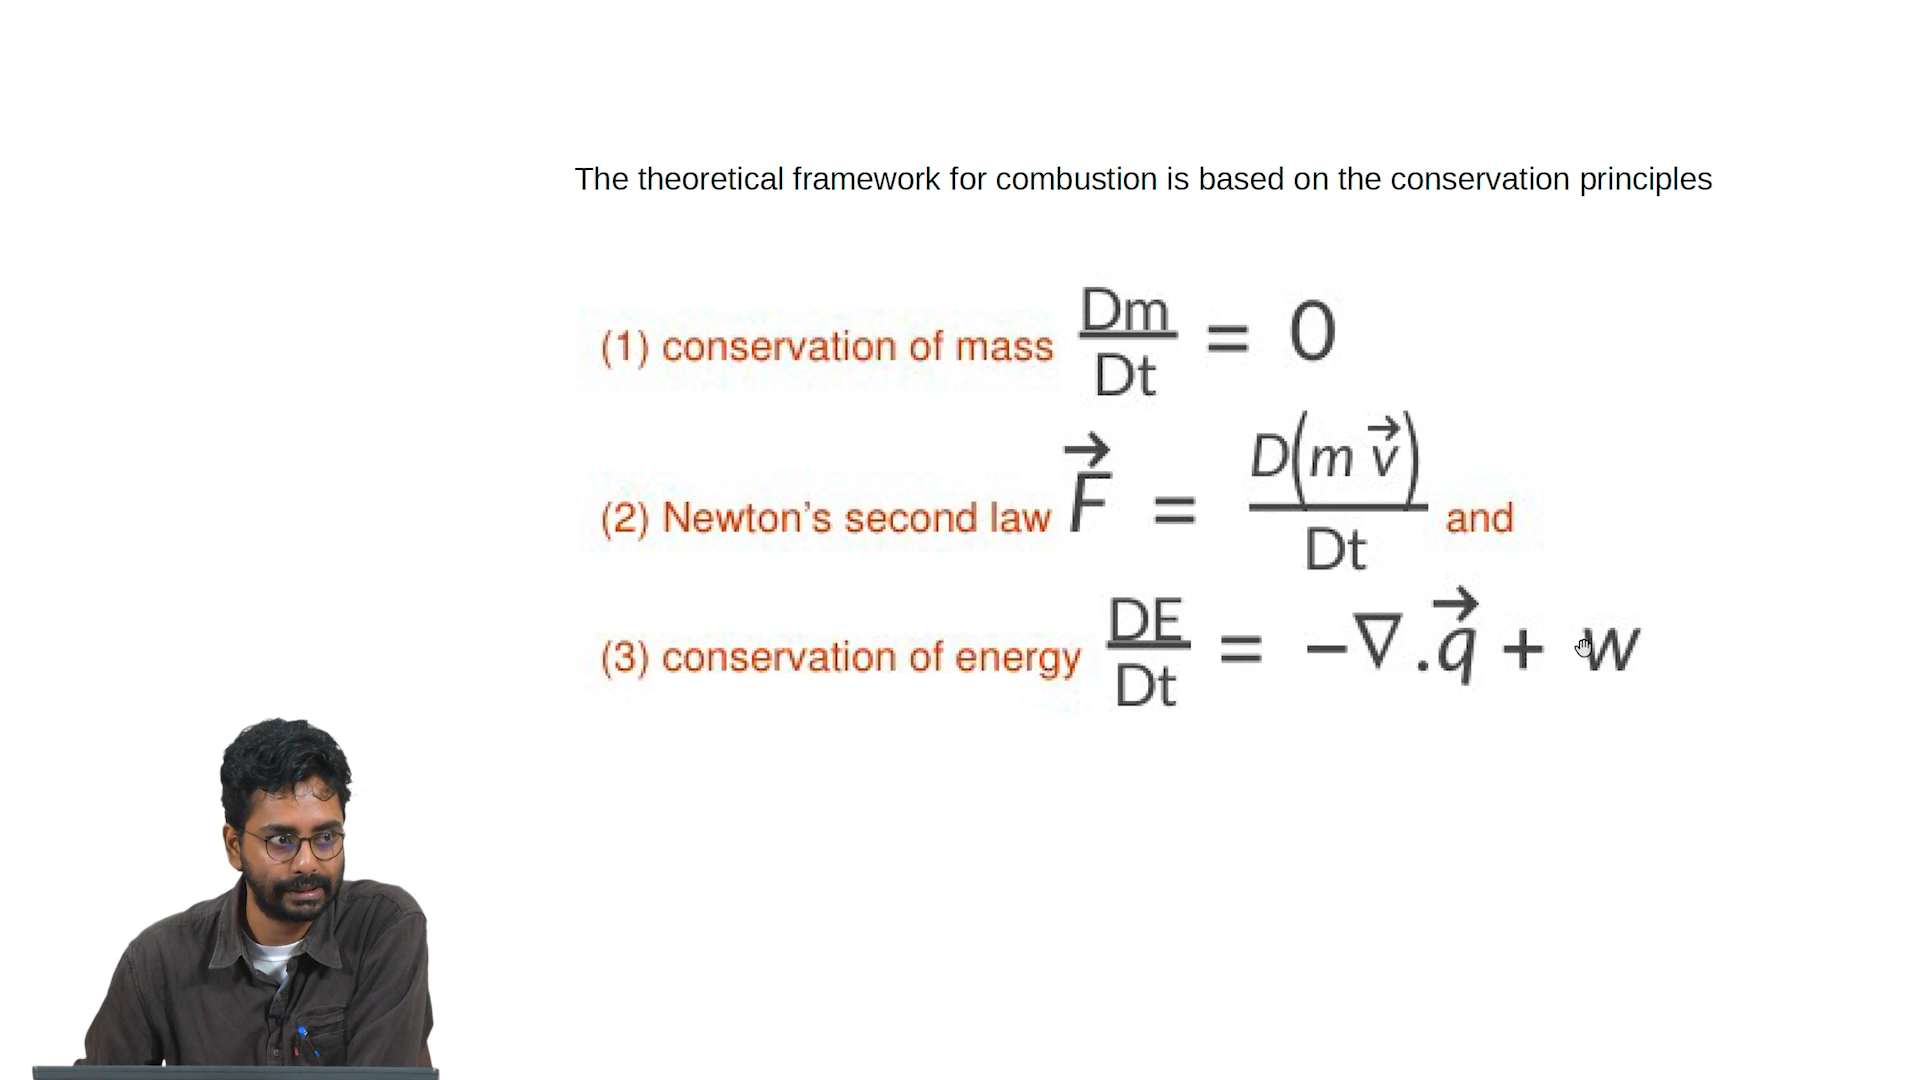 The theoretical framework for combustion is based on the conservation principles
(1) conservation of mass Dm/Dt = 0
(2) Newton's second law F⃗ = D(m v⃗)/Dt and
(3) conservation of energy DE/Dt = −∇.q⃗ + w